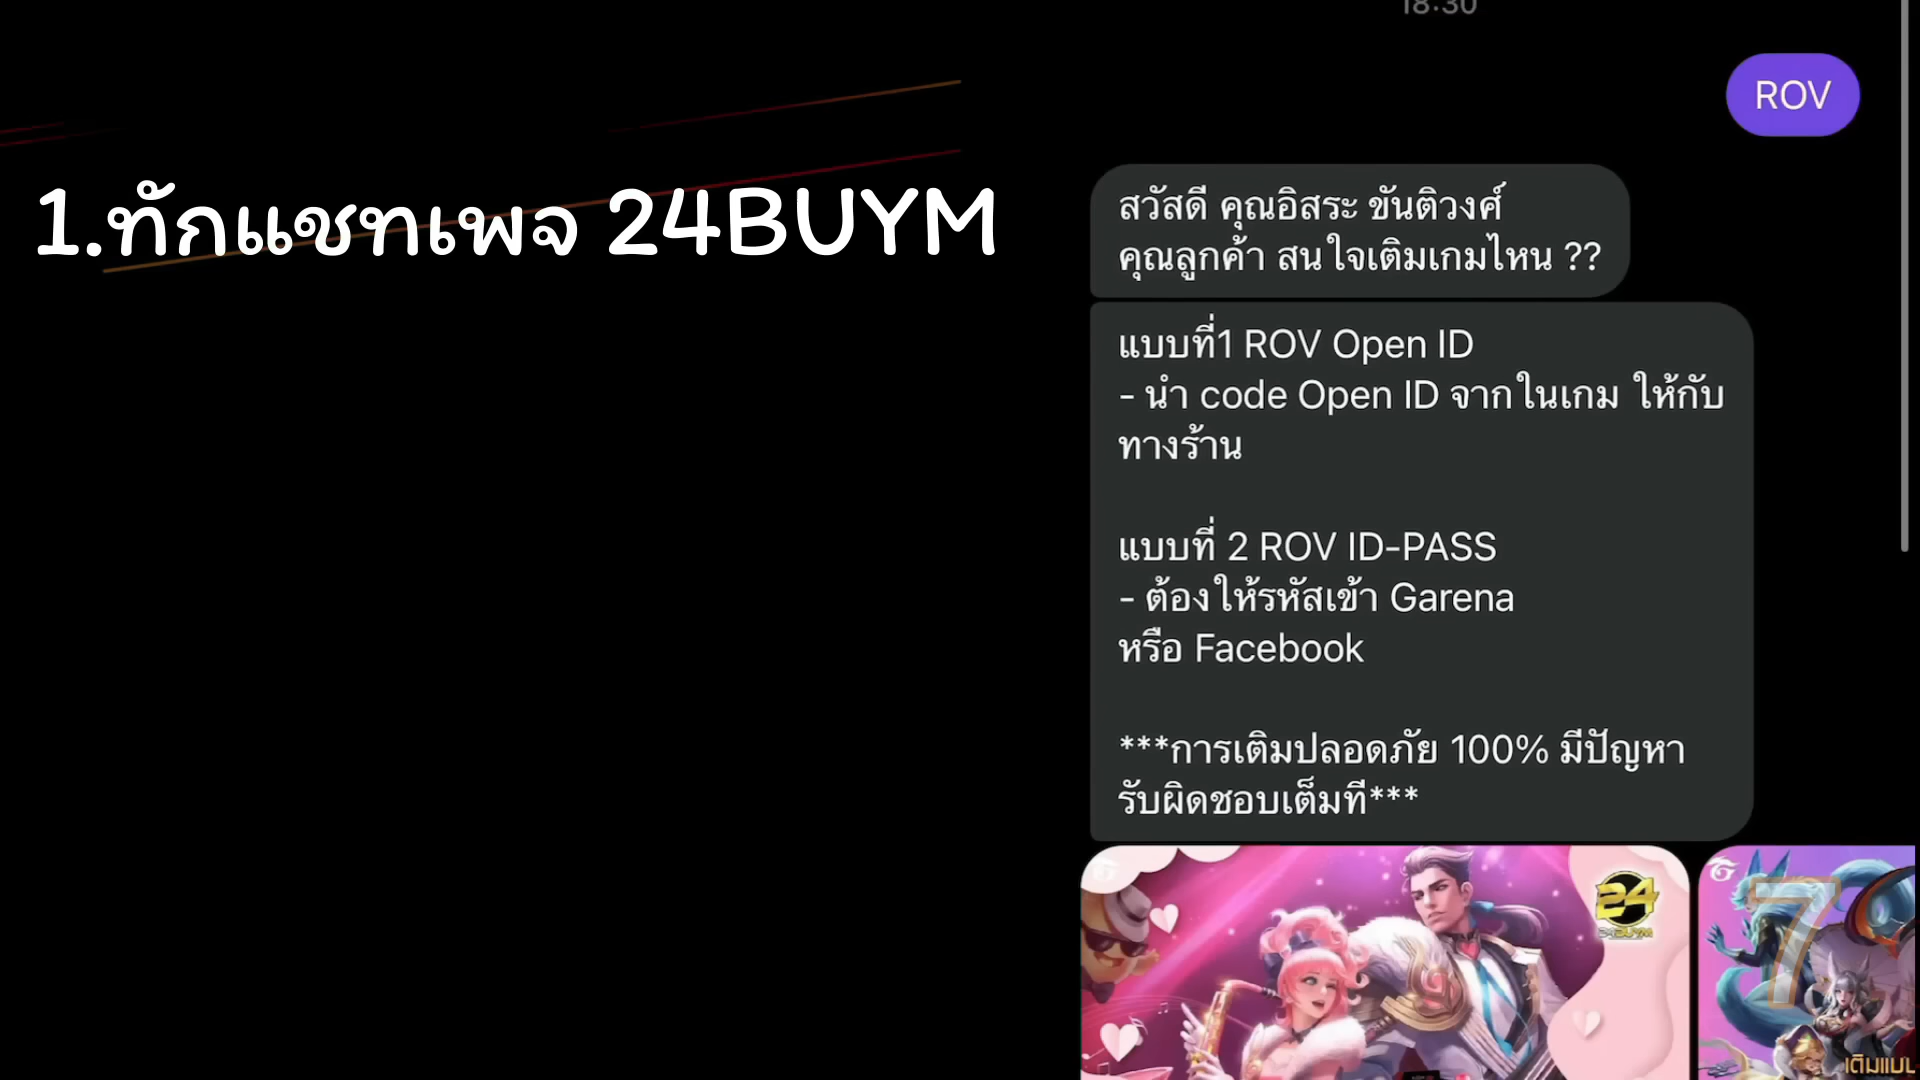 18:30
ROV
1.ทักแชทเพจ 24BUYM
สวัสดี คุณอิสระ ขันติวงศ์
คุณลูกค้า สนใจเติมเกมไหน ??
แบบที่1 ROV Open ID
- นำ code Open ID จากในเกม ให้กับ
ทางร้าน
แบบที่ 2 ROV ID-PASS
- ต้องให้รหัสเข้า Garena
หรือ Facebook
***การเติมปลอดภัย 100% มีปัญหา
รับผิดชอบเต็มที่***
24
24BUYM
7